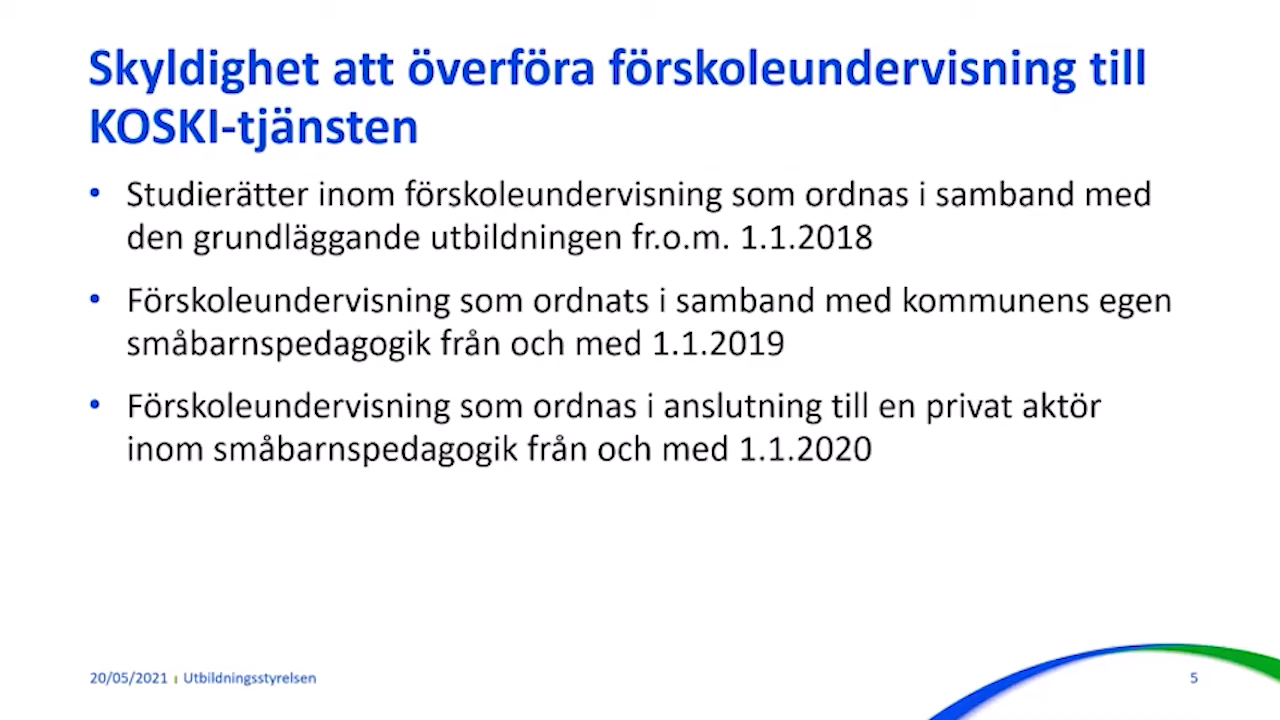 Skyldighet att överföra förskoleundervisning till
KOSKI-tjänsten
• Studierätter inom förskoleundervisning som ordnas i samband med
den grundläggande utbildningen fr.o.m. 1.1.2018
• Förskoleundervisning som ordnats i samband med kommunens egen
småbarnspedagogik från och med 1.1.2019
• Förskoleundervisning som ordnas i anslutning till en privat aktör
inom småbarnspedagogik från och med 1.1.2020
20/05/2021 | Utbildningsstyrelsen 5